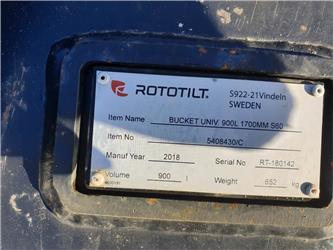 ROTOTILT.
S922-21Vindeln
SWEDEN
Item Name BUCKET UNIV. 900L 1700MM S60
Item No 5408430/C
Manuf Year 2018 Serial No RT-180142
Volume 900 l Weight 652 kg